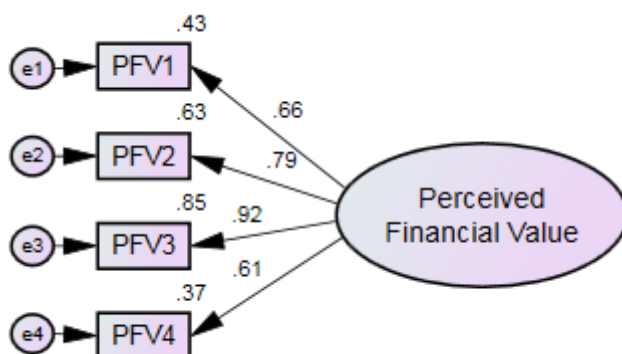 .43
e1 PFV1
.66
.63
e2 PFV2
.79
.85
e3 PFV3
.92
.61
.37
e4 PFV4
Perceived
Financial Value